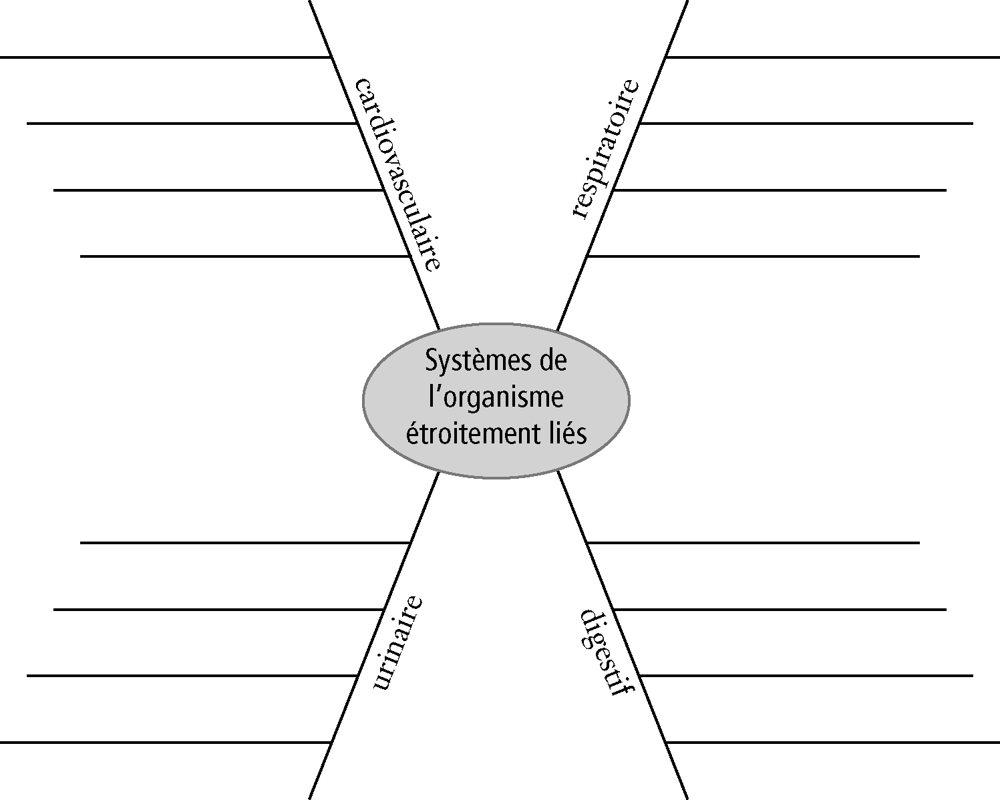 cardiovasculaire
respiratoire
Systèmes de
l'organisme
étroitement liés
urinaire
digestif